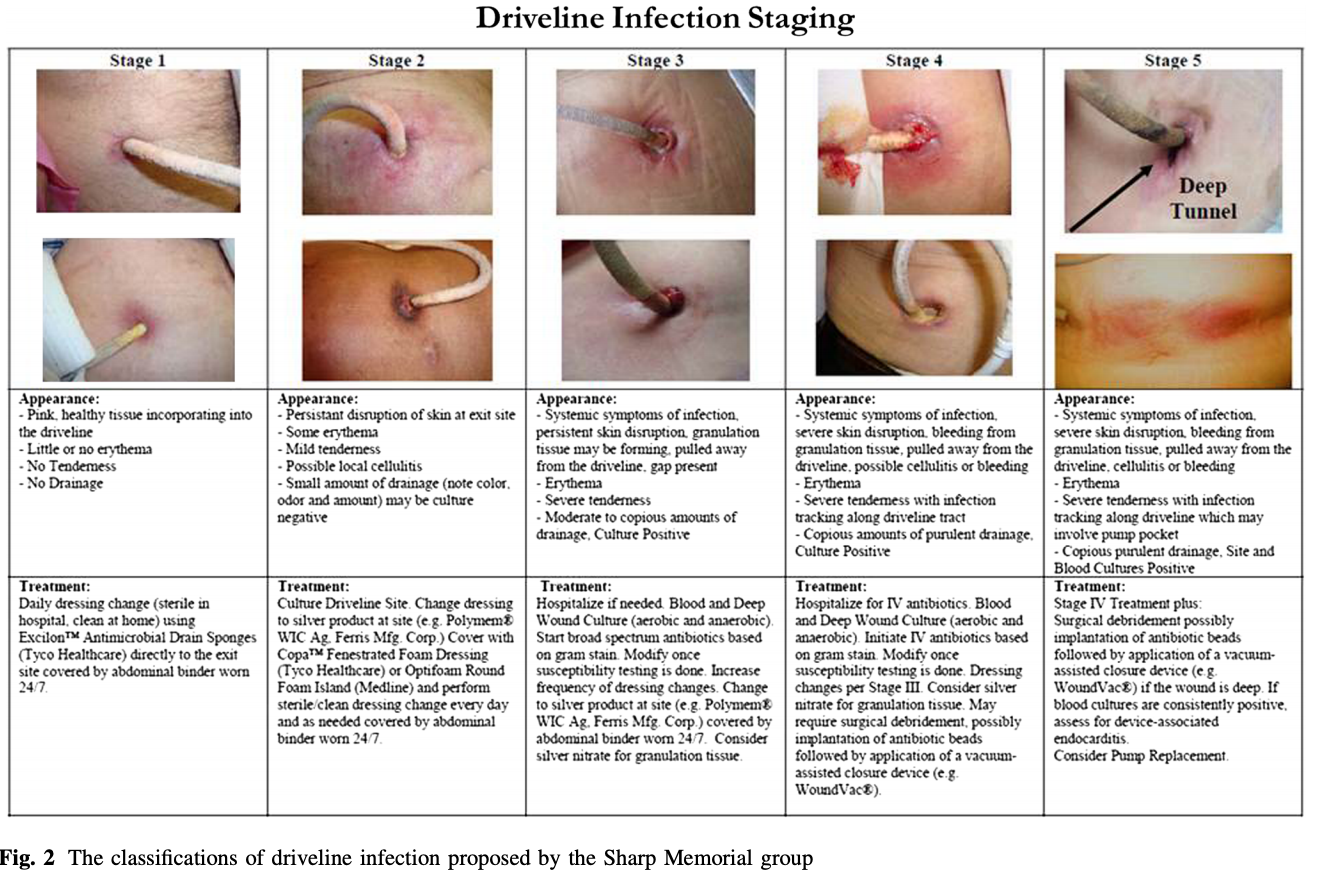 Driveline Infection Staging
Stage 1
Stage 2
Stage 3
Stage 4
Stage 5
Deep
Tunnel
Appearance:
- Pink, healthy tissue incorporating into
the driveline
- Little or no erythema
- No Tenderness
- No Drainage
Appearance:
- Persistant disruption of skin at exit site
- Some erythema
- Mild tenderness
- Possible local cellulitis
- Small amount of drainage (note color,
odor and amount) may be culture
negative
Appearance:
- Systemic symptoms of infection,
persistent skin disruption, granulation
tissue may be forming, pulled away
from the driveline, gap present
- Erythema
- Severe tenderness
- Moderate to copious amounts of
drainage, Culture Positive
Appearance:
- Systemic symptoms of infection,
severe skin disruption, bleeding from
granulation tissue, pulled away from the
driveline, possible cellulitis or bleeding
- Erythema
- Severe tenderness with infection
tracking along driveline tract
- Copious amounts of purulent drainage,
Culture Positive
Appearance:
- Systemic symptoms of infection,
severe skin disruption, bleeding from
granulation tissue, pulled away from the
driveline, cellulitis or bleeding
- Erythema
- Severe tenderness with infection
tracking along driveline which may
involve pump pocket
- Copious purulent drainage, Site and
Blood Cultures Positive
Treatment:
Daily dressing change (sterile in
hospital, clean at home) using
Excilon™ Antimicrobial Drain Sponges
(Tyco Healthcare) directly to the exit
site covered by abdominal binder worn
24/7.
Treatment:
Culture Driveline Site. Change dressing
to silver product at site (e.g. Polymem®
WIC Ag, Ferris Mfg. Corp.) Cover with
Copa™ Fenestrated Foam Dressing
(Tyco Healthcare) or Optifoam Round
Foam Island (Medline) and perform
sterile/clean dressing change every day
and as needed covered by abdominal
binder worn 24/7.
Treatment:
Hospitalize if needed. Blood and Deep
Wound Culture (aerobic and anaerobic).
Start broad spectrum antibiotics based
on gram stain. Modify once
susceptibility testing is done. Increase
frequency of dressing changes. Change
to silver product at site (e.g. Polymem®
WIC Ag, Ferris Mfg. Corp.) covered by
abdominal binder worn 24/7. Consider
silver nitrate for granulation tissue.
Treatment:
Hospitalize for IV antibiotics. Blood
and Deep Wound Culture (aerobic and
anaerobic). Initiate IV antibiotics based
on gram stain. Modify once
susceptibility testing is done. Dressing
changes per Stage III. Consider silver
nitrate for granulation tissue. May
require surgical debridement, possibly
implantation of antibiotic beads
followed by application of a vacuum-
assisted closure device (e.g.
WoundVac®).
Treatment:
Stage IV Treatment plus:
Surgical debridement possibly
implantation of antibiotic beads
followed by application of a vacuum-
assisted closure device (e.g.
WoundVac®) if the wound is deep. If
blood cultures are consistently positive,
assess for device-associated
endocarditis.
Consider Pump Replacement.
Fig. 2 The classifications of driveline infection proposed by the Sharp Memorial group